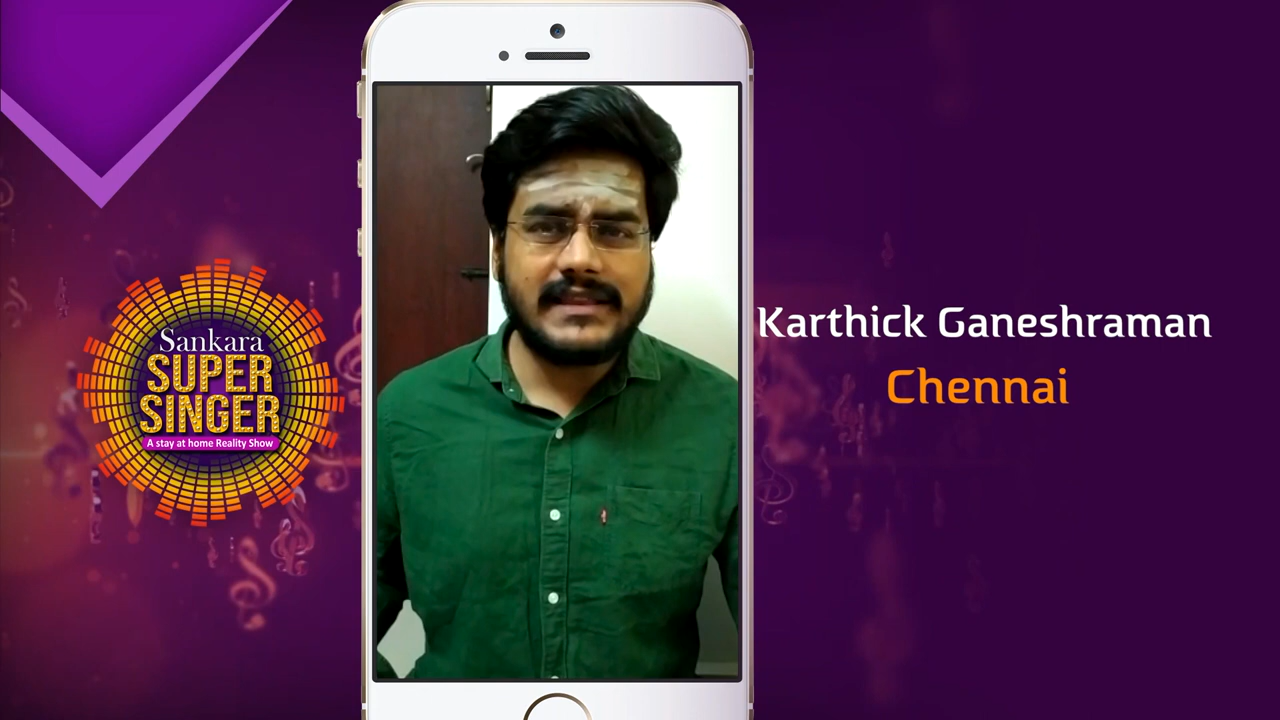 Sankara
SUPER
SINGER
A stay at home Reality Show
Karthick Ganeshraman
Chennai